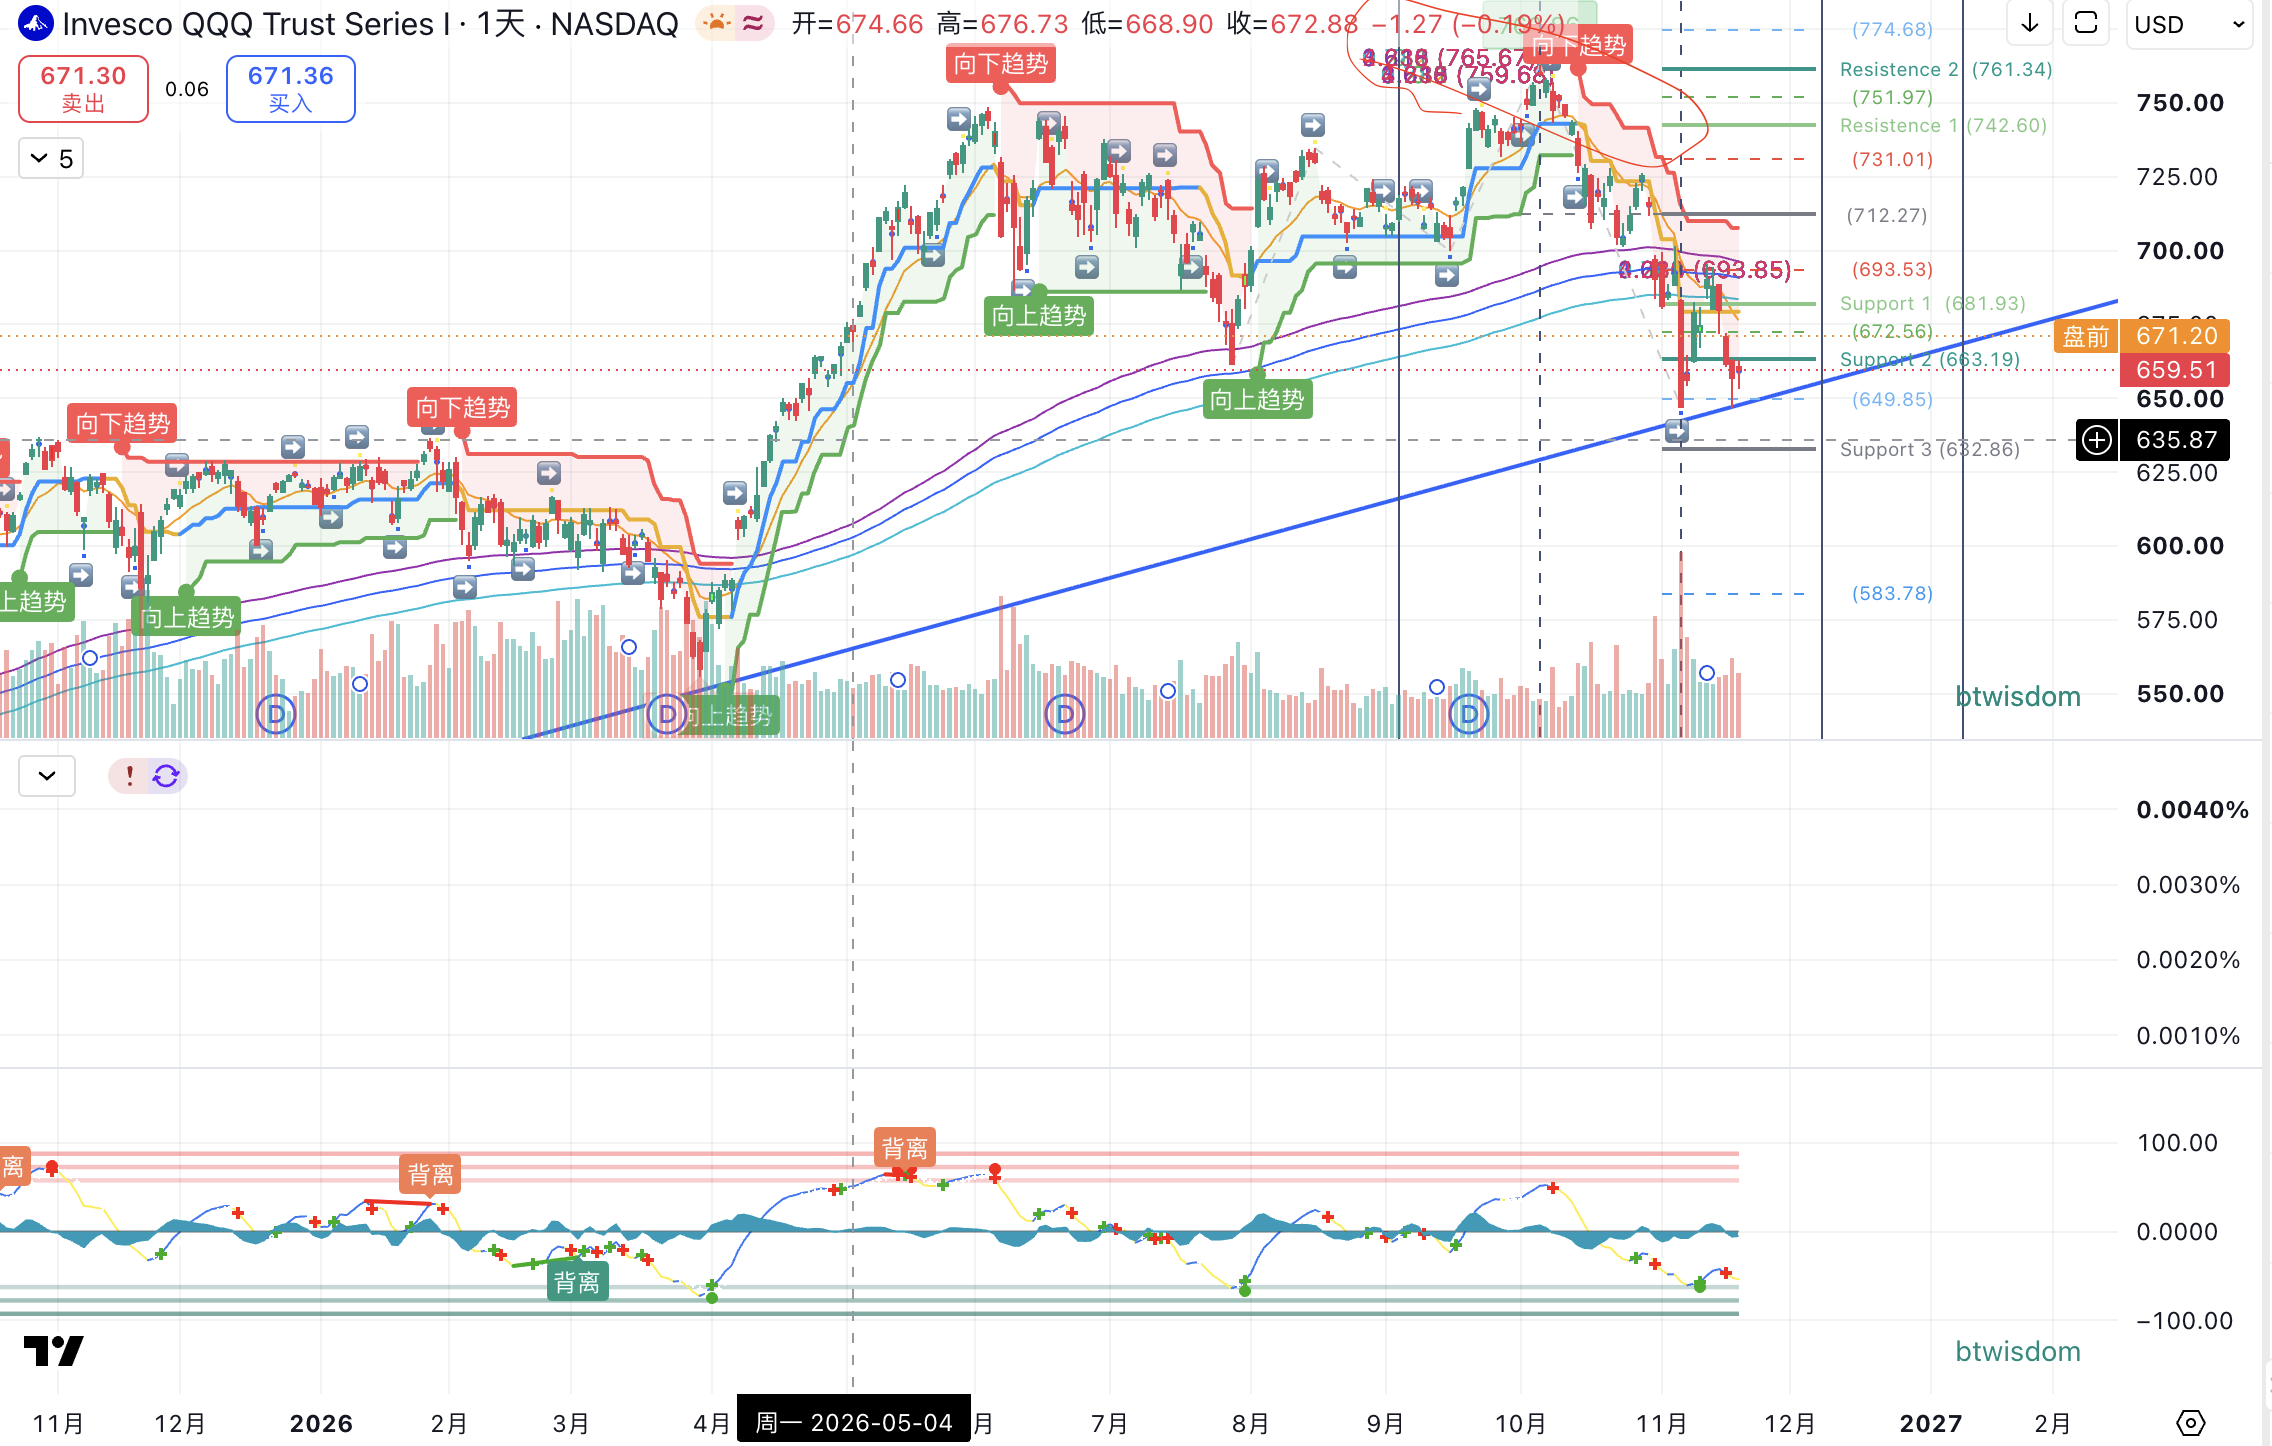 Invesco QQQ Trust Series I · 1天 · NASDAQ 开=674.66 高=676.73 低=668.90 收=672.88 −1.27 (−0.19%)
USD
671.30
卖出
0.06
671.36
买入
5
(774.68)
Resistence 2 (761.34)
(751.97)
Resistence 1 (742.60)
(731.01)
(712.27)
(693.53)
Support 1 (681.93)
(672.56)
Support 2 (663.19)
(649.85)
Support 3 (632.86)
(583.78)
(765.67)
(759.68)
(693.85)
向下趋势
向下趋势
向下趋势
向下趋势
向上趋势
向上趋势
上趋势
向上趋势
向上趋势
D
D
D
D
750.00
725.00
700.00
盘前 671.20
659.51
650.00
635.87
625.00
600.00
575.00
550.00
btwisdom
!
0.0040%
0.0030%
0.0020%
0.0010%
离
背离
背离
背离
100.00
0.0000
−100.00
btwisdom
11月 12月 2026 2月 3月 4月 周一 2026-05-04 月 7月 8月 9月 10月 11月 12月 2027 2月